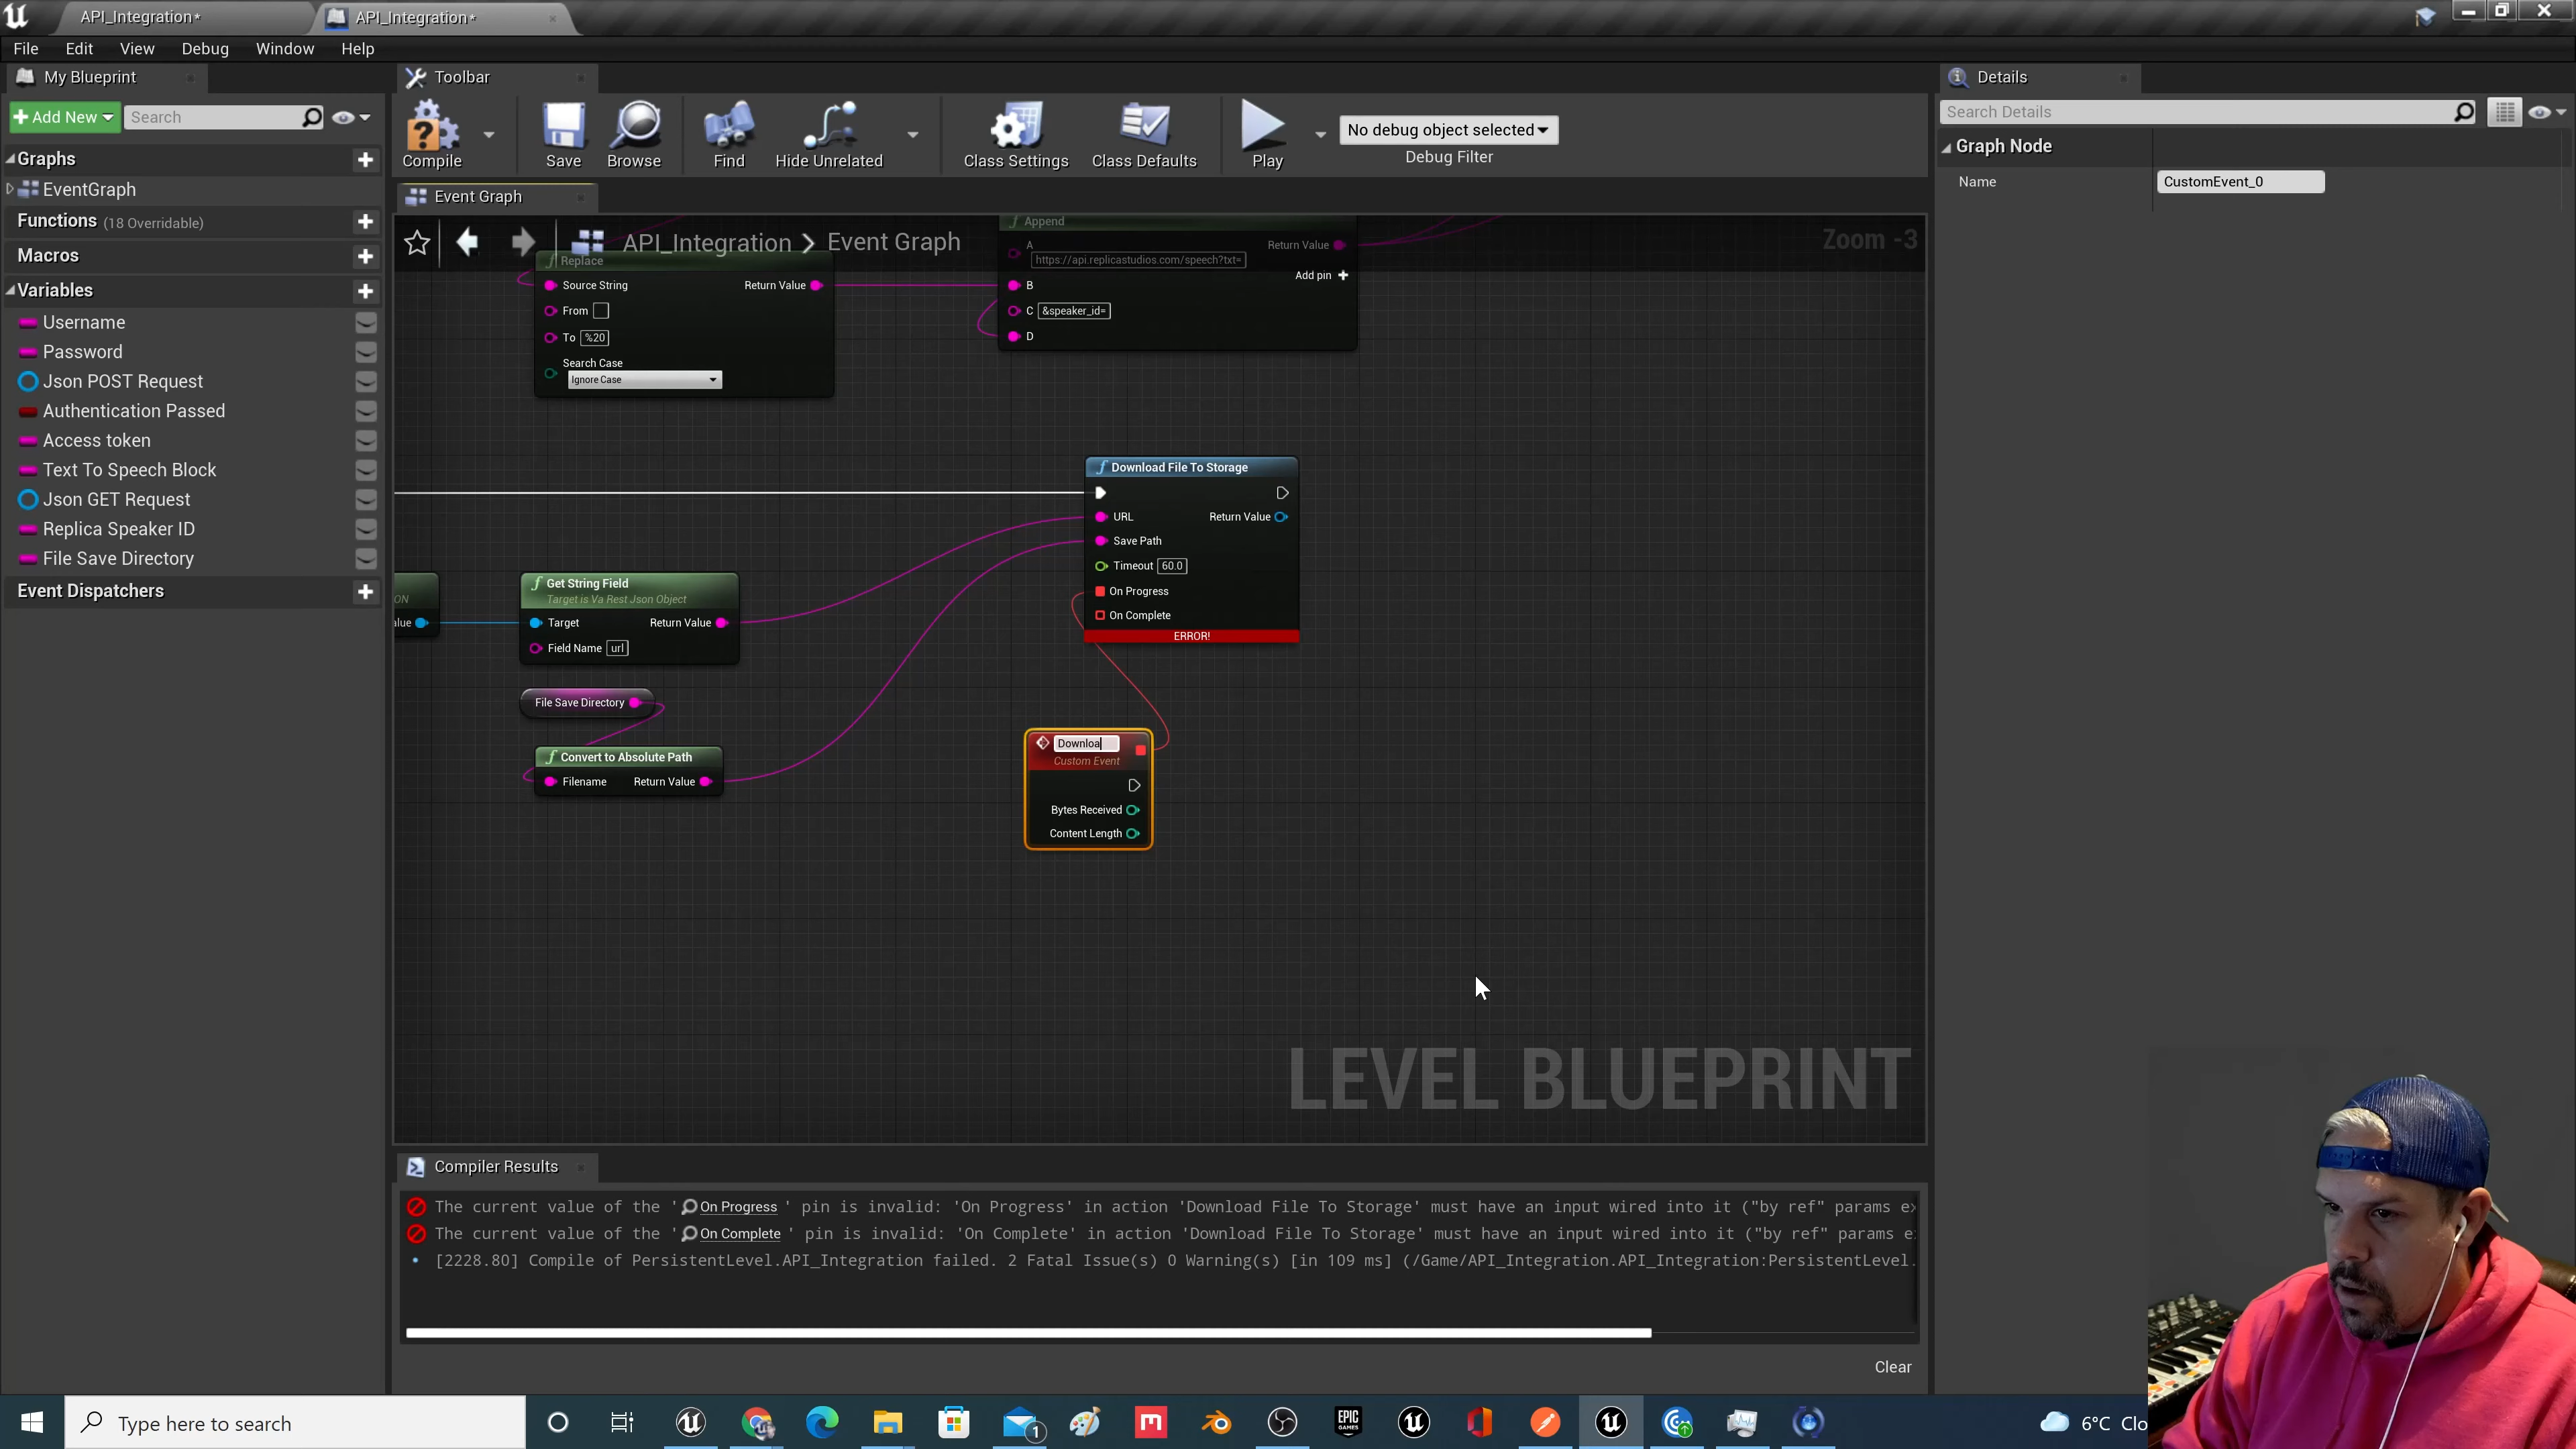 API_Integration*
API_Integration*
File Edit View Debug Window Help
My Blueprint
Add New
Search
Graphs
EventGraph
Functions (18 Overridable)
Macros
Variables
Username
Password
Json POST Request
Authentication Passed
Access token
Text To Speech Block
Json GET Request
Replica Speaker ID
File Save Directory
Event Dispatchers
Toolbar
Compile
Save
Browse
Find
Hide Unrelated
Class Settings
Class Defaults
Play
No debug object selected
Debug Filter
Event Graph
API_Integration > Event Graph
Zoom -3
Replace
Source String
Return Value
From
To %20
Search Case
Ignore Case
Append
A
https://api.replicastudios.com/speech?txt=
Return Value
Add pin +
B
C &speaker_id=
D
Download File To Storage
URL
Return Value
Save Path
Timeout 60.0
On Progress
On Complete
ERROR!
ON
alue
Get String Field
Target is Va Rest Json Object
Target
Return Value
Field Name url
File Save Directory
Convert to Absolute Path
Filename
Return Value
Downloa
Custom Event
Bytes Received
Content Length
LEVEL BLUEPRINT
Compiler Results
The current value of the ' On Progress ' pin is invalid: 'On Progress' in action 'Download File To Storage' must have an input wired into it ("by ref" params ex
The current value of the ' On Complete ' pin is invalid: 'On Complete' in action 'Download File To Storage' must have an input wired into it ("by ref" params e
[2228.80] Compile of PersistentLevel.API_Integration failed. 2 Fatal Issue(s) 0 Warning(s) [in 109 ms] (/Game/API_Integration.API_Integration:PersistentLevel.
Clear
Details
Search Details
Graph Node
Name
CustomEvent_0
Type here to search
1
EPIC
GAMES
6°C Clo